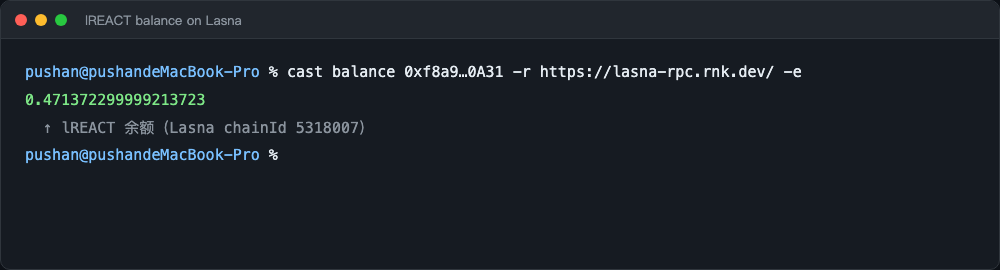 lREACT balance on Lasna
pushan@pushandeMacBook-Pro % cast balance 0xf8a9…0A31 -r https://lasna-rpc.rnk.dev/ -e
0.471372299999213723
↑ lREACT 余额（Lasna chainId 5318007）
pushan@pushandeMacBook-Pro %